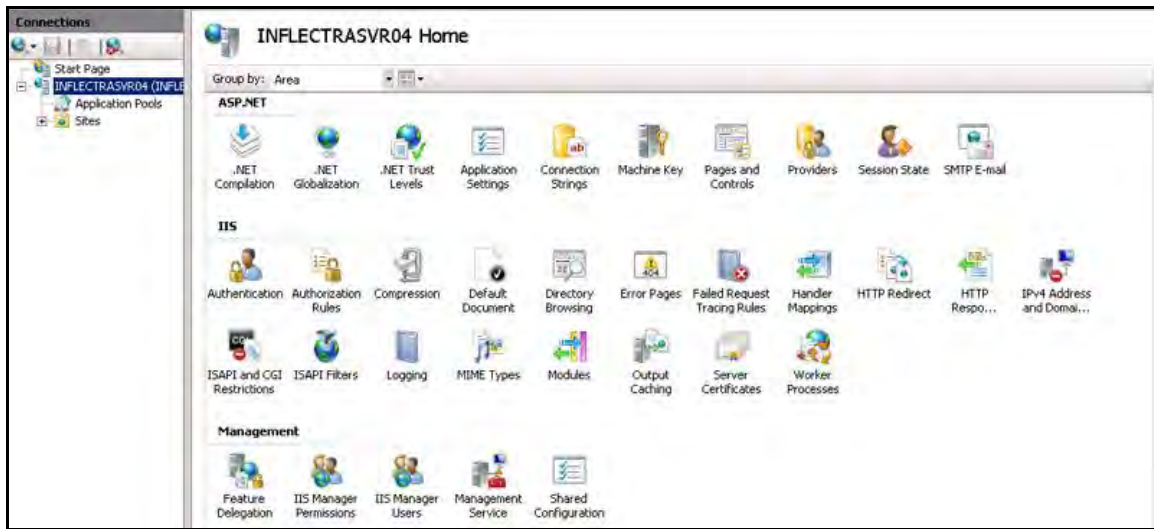 Connections
Start Page
INFLECTRASVR04 (INFLE
Application Pools
Sites
INFLECTRASVR04 Home
Group by: Area
ASP.NET
.NET Compilation
.NET Globalization
.NET Trust Levels
Application Settings
Connection Strings
Machine Key
Pages and Controls
Providers
Session State
SMTP E-mail
IIS
Authentication
Authorization Rules
Compression
Default Document
Directory Browsing
Error Pages
Failed Request Tracing Rules
Handler Mappings
HTTP Redirect
HTTP Respo...
IPv4 Address and Domai...
ISAPI and CGI Restrictions
ISAPI Filters
Logging
MIME Types
Modules
Output Caching
Server Certificates
Worker Processes
Management
Feature Delegation
IIS Manager Permissions
IIS Manager Users
Management Service
Shared Configuration